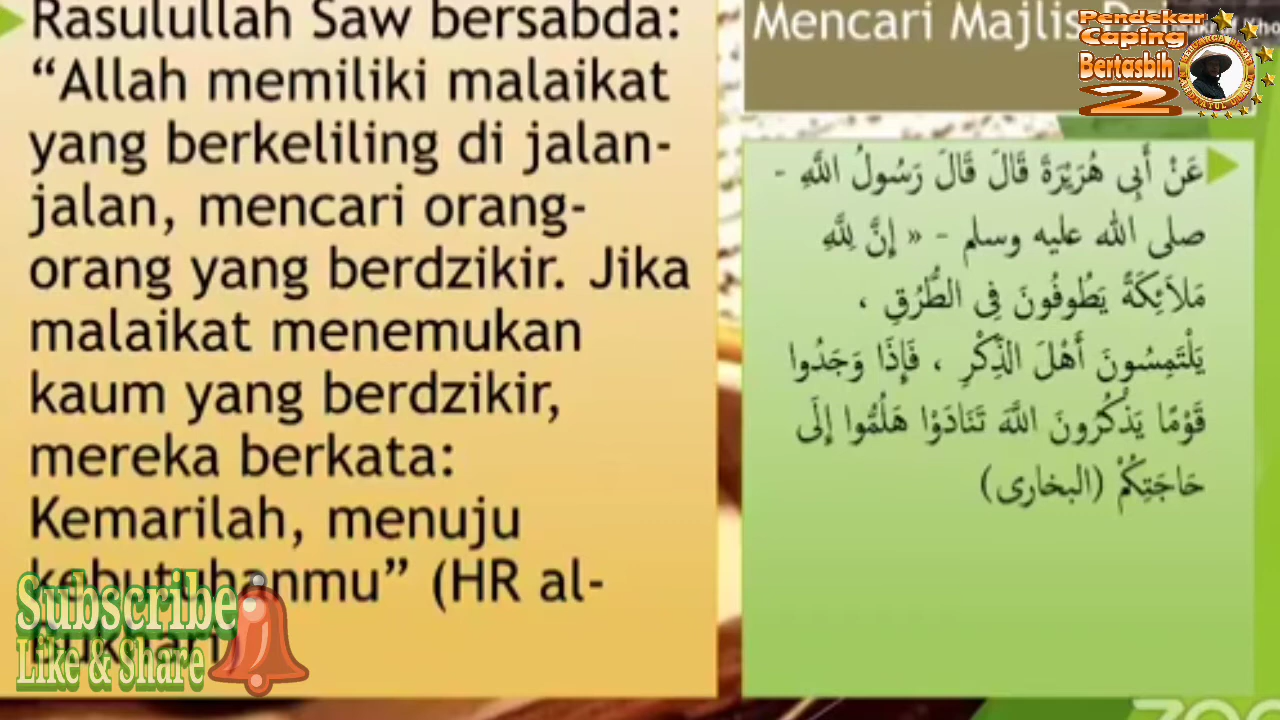 Rasulullah Saw bersabda:
“Allah memiliki malaikat
yang berkeliling di jalan-
jalan, mencari orang-
orang yang berdzikir. Jika
malaikat menemukan
kaum yang berdzikir,
mereka berkata:
Kemarilah, menuju
kebutuhanmu” (HR al-
Bukhari)
Subscribe
Like & Share
Mencari Majlis
Pendekar
Caping
Bertasbih
2
عَنْ أَبِى هُرَيْرَةَ قَالَ قَالَ رَسُولُ اللَّهِ -
صلى الله عليه وسلم - « إِنَّ لِلَّهِ
مَلاَئِكَةً يَطُوفُونَ فِى الطُّرُقِ ،
يَلْتَمِسُونَ أَهْلَ الذِّكْرِ ، فَإِذَا وَجَدُوا
قَوْمًا يَذْكُرُونَ اللَّهَ تَنَادَوْا هَلُمُّوا إِلَى
حَاجَتِكُمْ (البخارى)